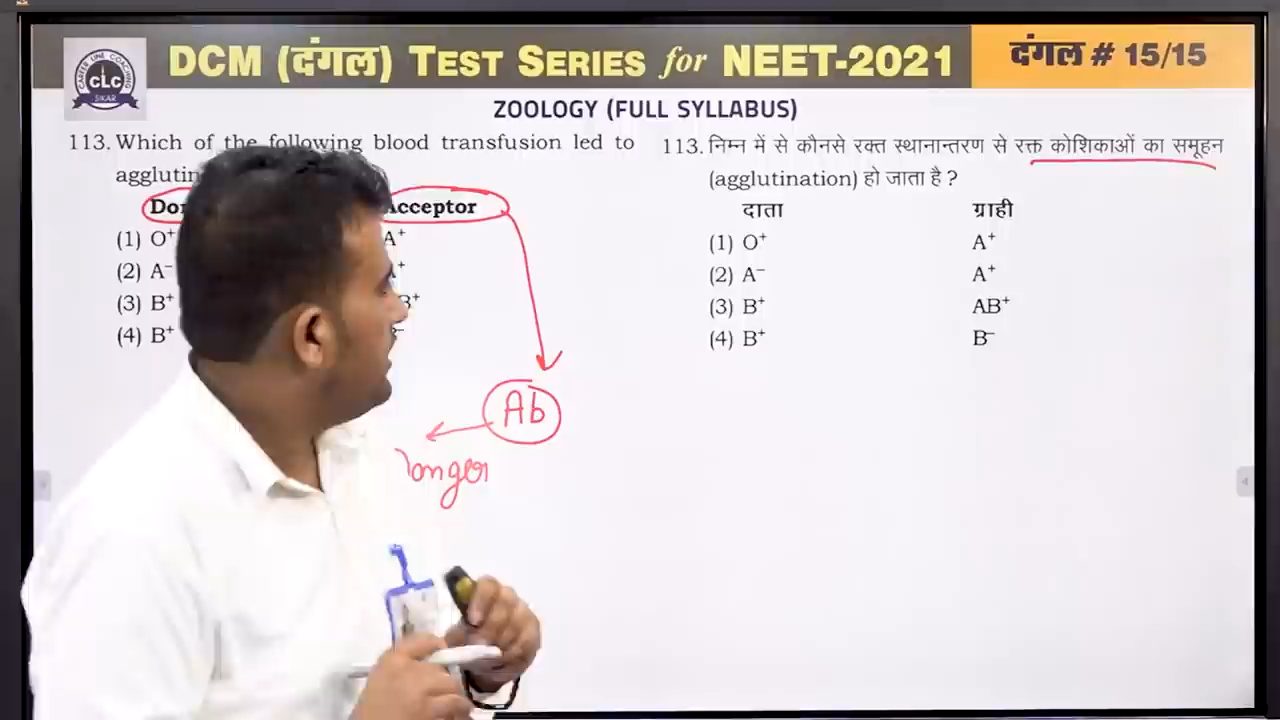 DCM (दंगल) TEST SERIES for NEET-2021
दंगल # 15/15
CLC
SIKAR
ZOOLOGY (FULL SYLLABUS)
113. Which of the following blood transfusion led to
Acceptor
(1) O⁺ A⁺
(2) A⁻
(3) B⁺
(4) B⁺
Ab
longer
113. निम्न में से कौनसे रक्त स्थानान्तरण से रक्त कोशिकाओं का समूहन
(agglutination) हो जाता है ?
दाता ग्राही
(1) O⁺ A⁺
(2) A⁻ A⁺
(3) B⁺ AB⁺
(4) B⁺ B⁻